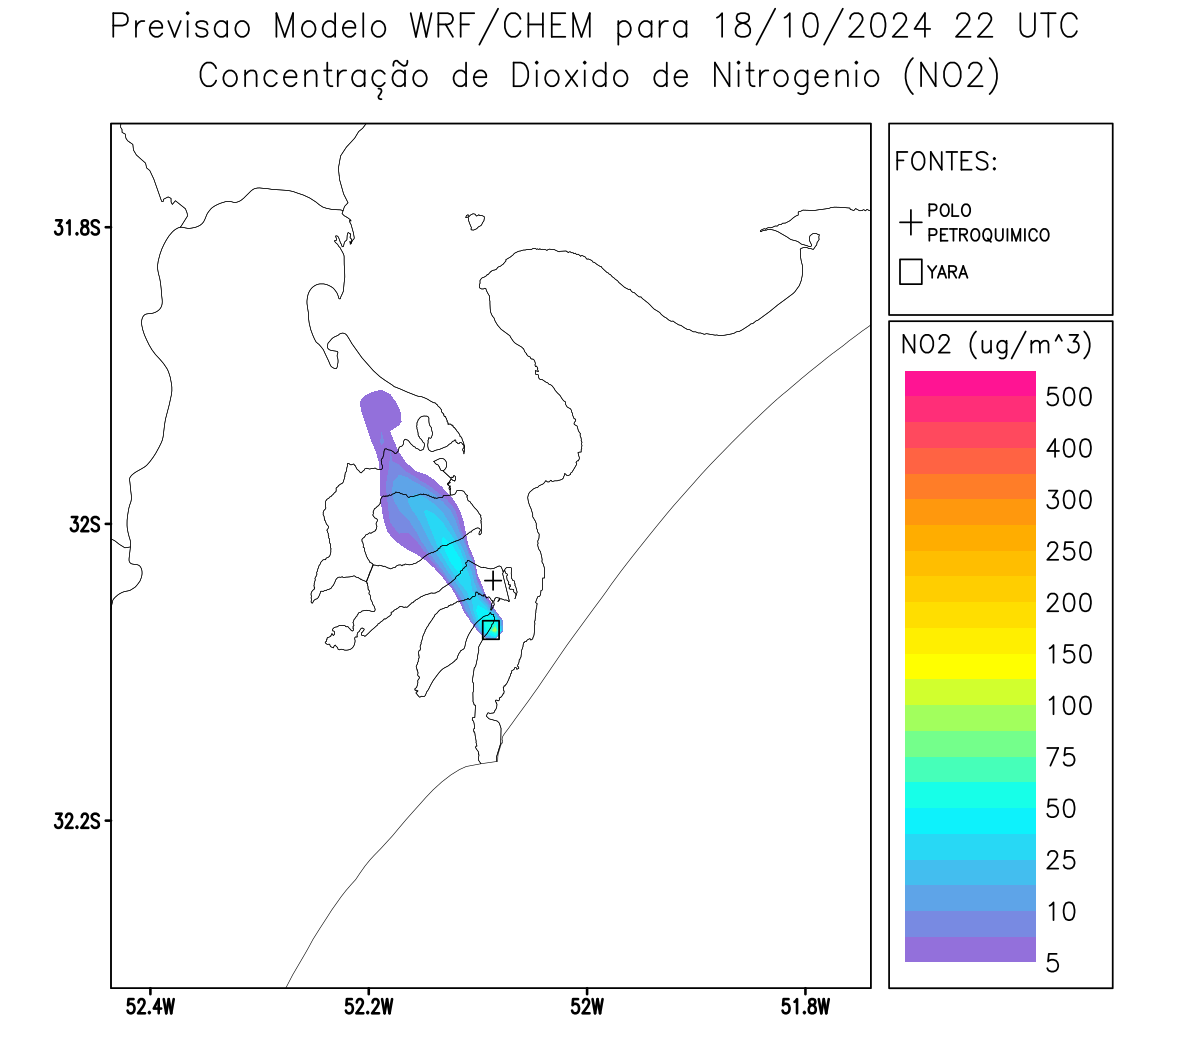 Previsao Modelo WRF/CHEM para 18/10/2024 22 UTC
Concentração de Dioxido de Nitrogenio (NO2)
FONTES:
POLO
PETROQUIMICO
YARA
NO2 (ug/m^3)
500
400
300
250
200
150
100
75
50
25
10
5
31.8S
32S
32.2S
52.4W
52.2W
52W
51.8W